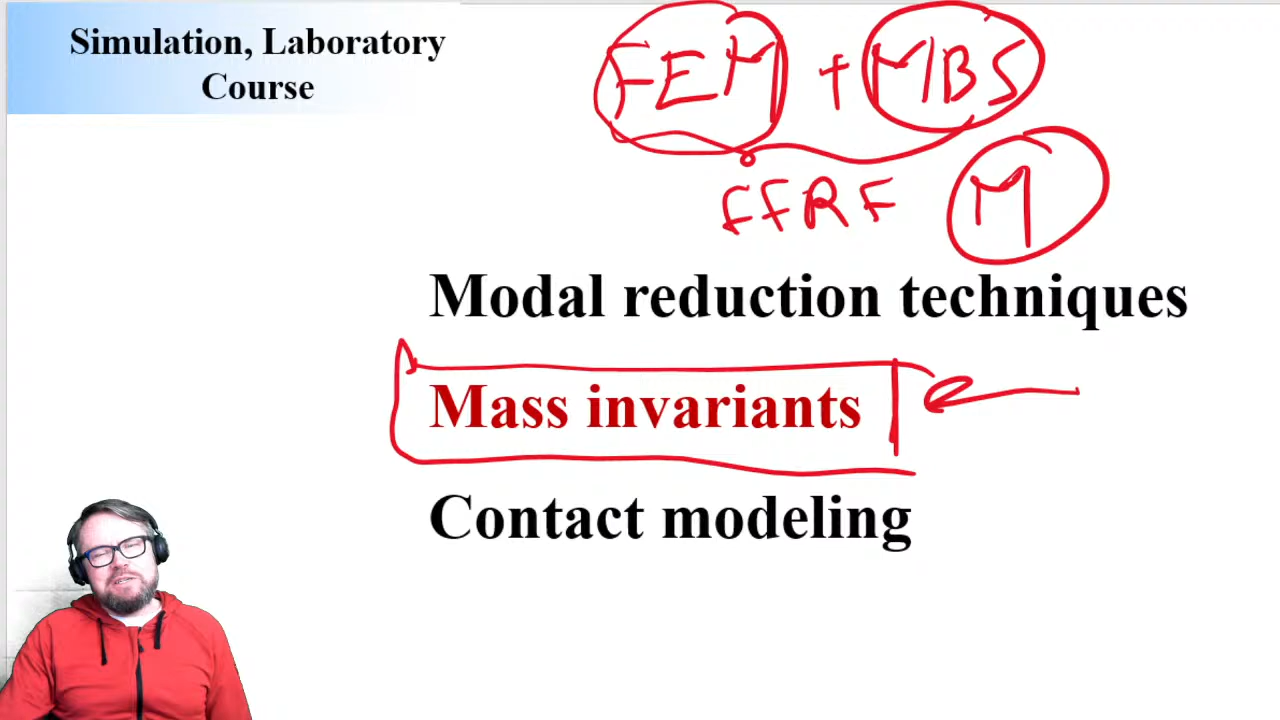 Simulation, Laboratory
Course
FEM + MBS
FFRF M
Modal reduction techniques
Mass invariants
Contact modeling